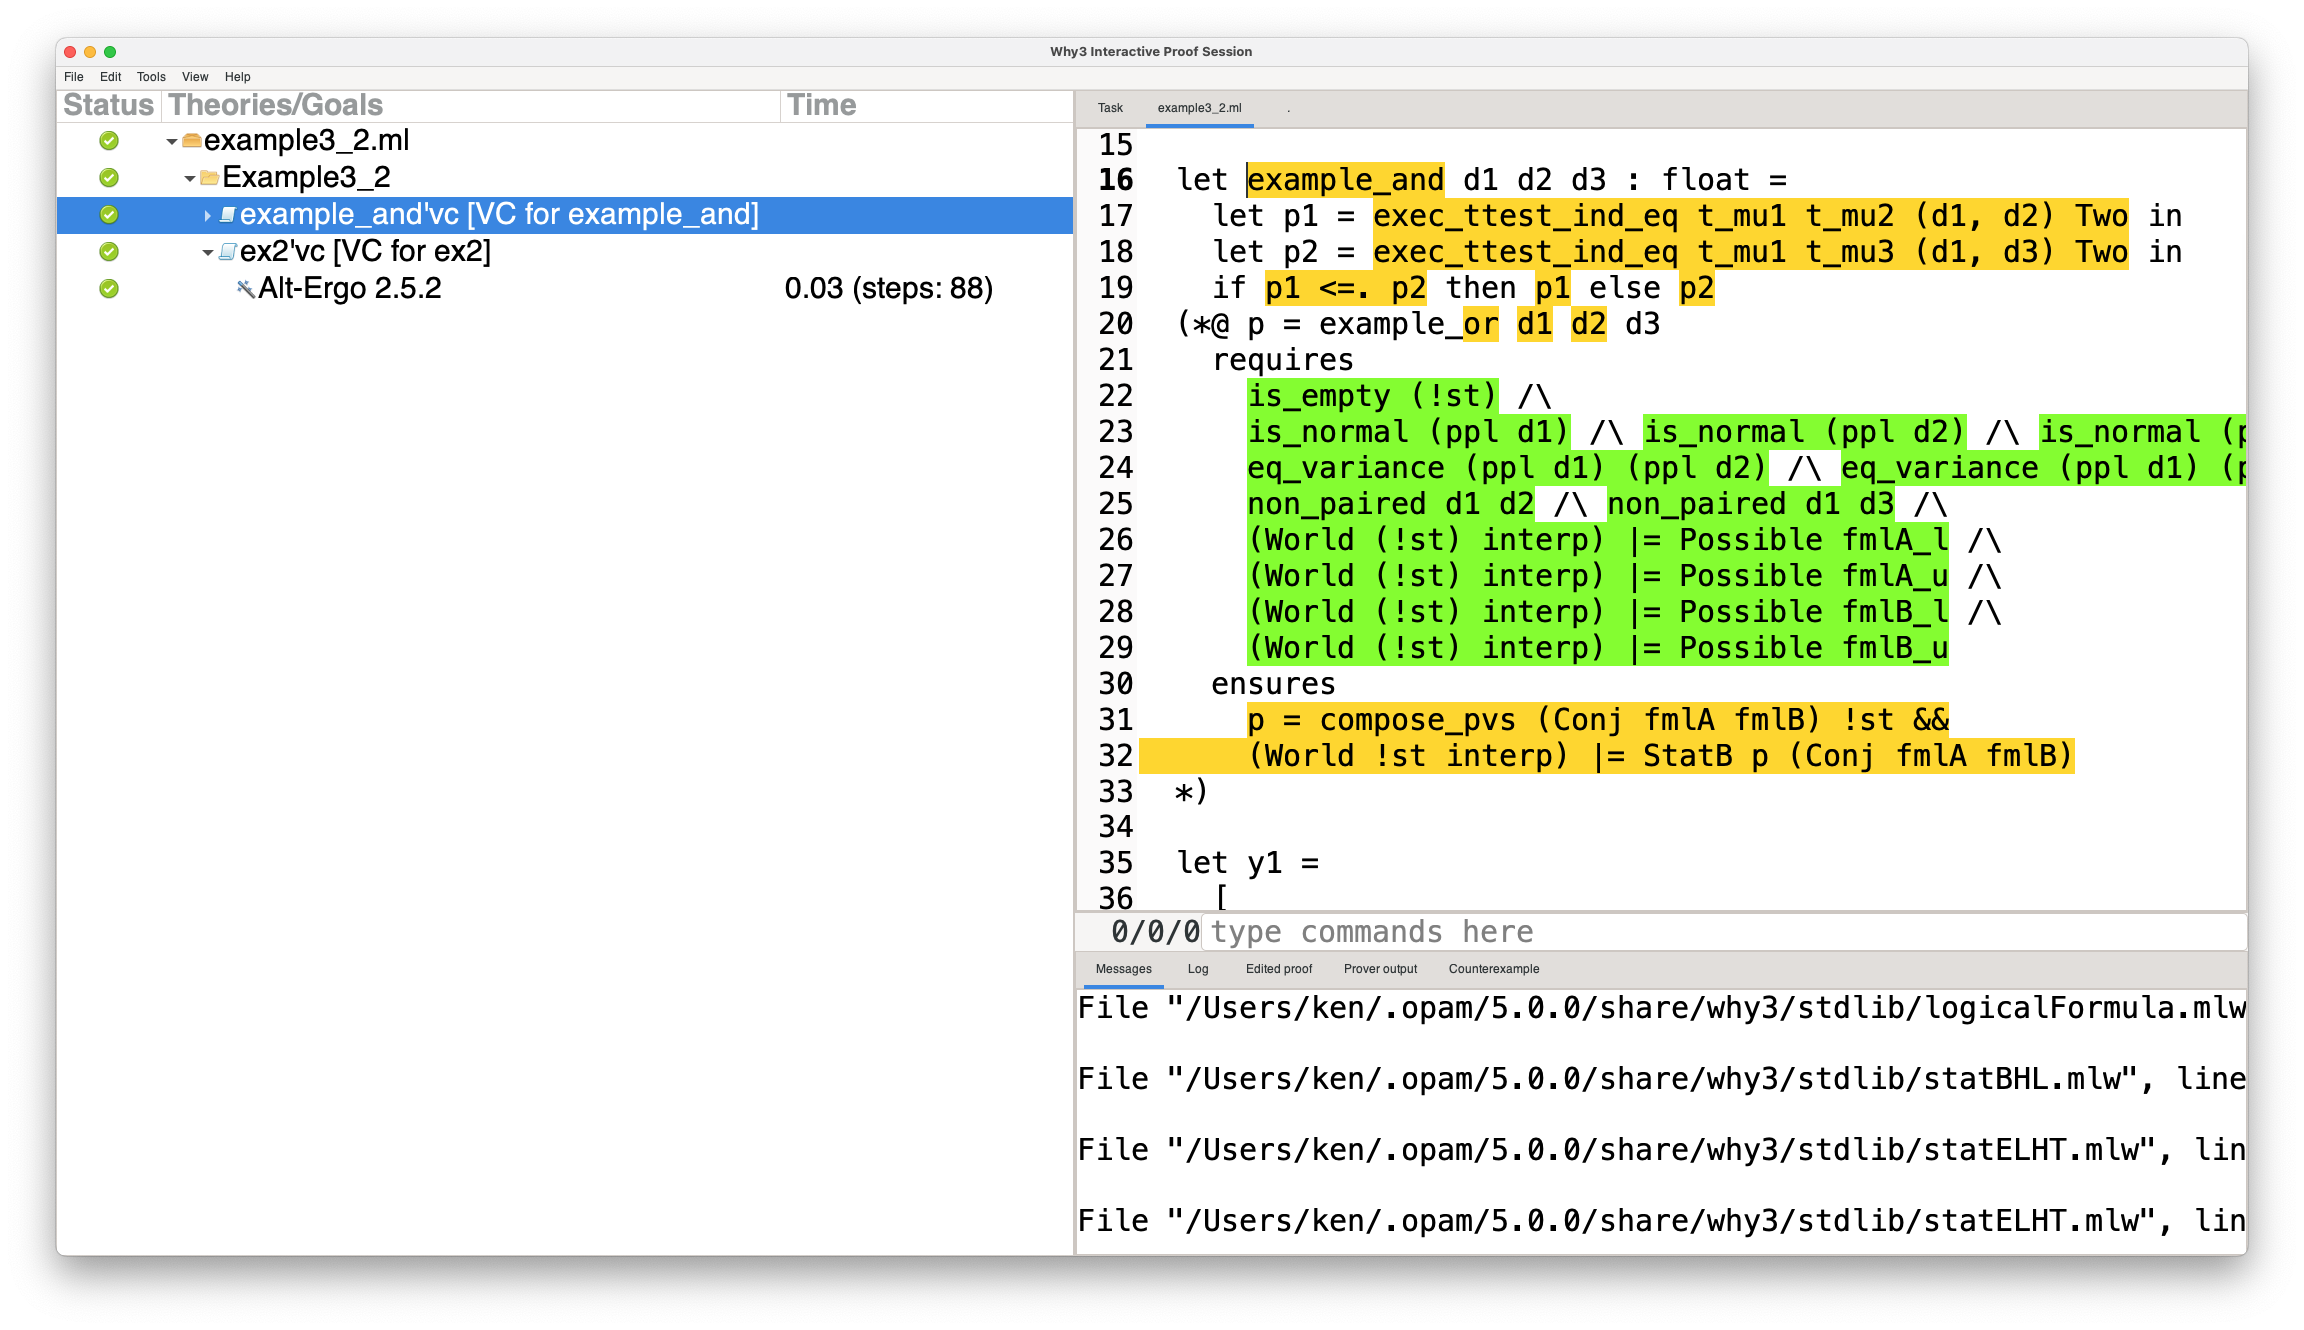 Why3 Interactive Proof Session
File Edit Tools View Help
Status Theories/Goals Time
example3_2.ml
Example3_2
example_and'vc [VC for example_and]
ex2'vc [VC for ex2]
Alt-Ergo 2.5.2 0.03 (steps: 88)
Task example3_2.ml .
15
16 let example_and d1 d2 d3 : float =
17 let p1 = exec_ttest_ind_eq t_mu1 t_mu2 (d1, d2) Two in
18 let p2 = exec_ttest_ind_eq t_mu1 t_mu3 (d1, d3) Two in
19 if p1 <=. p2 then p1 else p2
20 (*@ p = example_or d1 d2 d3
21 requires
22 is_empty (!st) /\
23 is_normal (ppl d1) /\ is_normal (ppl d2) /\ is_normal (p
24 eq_variance (ppl d1) (ppl d2) /\ eq_variance (ppl d1) (p
25 non_paired d1 d2 /\ non_paired d1 d3 /\
26 (World (!st) interp) |= Possible fmlA_l /\
27 (World (!st) interp) |= Possible fmlA_u /\
28 (World (!st) interp) |= Possible fmlB_l /\
29 (World (!st) interp) |= Possible fmlB_u
30 ensures
31 p = compose_pvs (Conj fmlA fmlB) !st &&
32 (World !st interp) |= StatB p (Conj fmlA fmlB)
33 *)
34
35 let y1 =
36 [
0/0/0 type commands here
Messages Log Edited proof Prover output Counterexample
File "/Users/ken/.opam/5.0.0/share/why3/stdlib/logicalFormula.mlw
File "/Users/ken/.opam/5.0.0/share/why3/stdlib/statBHL.mlw", line
File "/Users/ken/.opam/5.0.0/share/why3/stdlib/statELHT.mlw", lin
File "/Users/ken/.opam/5.0.0/share/why3/stdlib/statELHT.mlw", lin